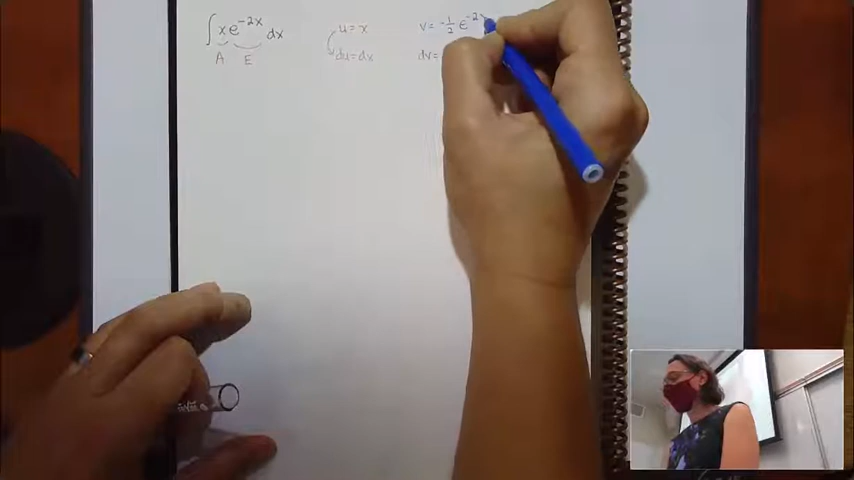 ∫ xe^{-2x} dx   u = x   v = -1/2 e^{-2x}
A E   du = dx   dv =